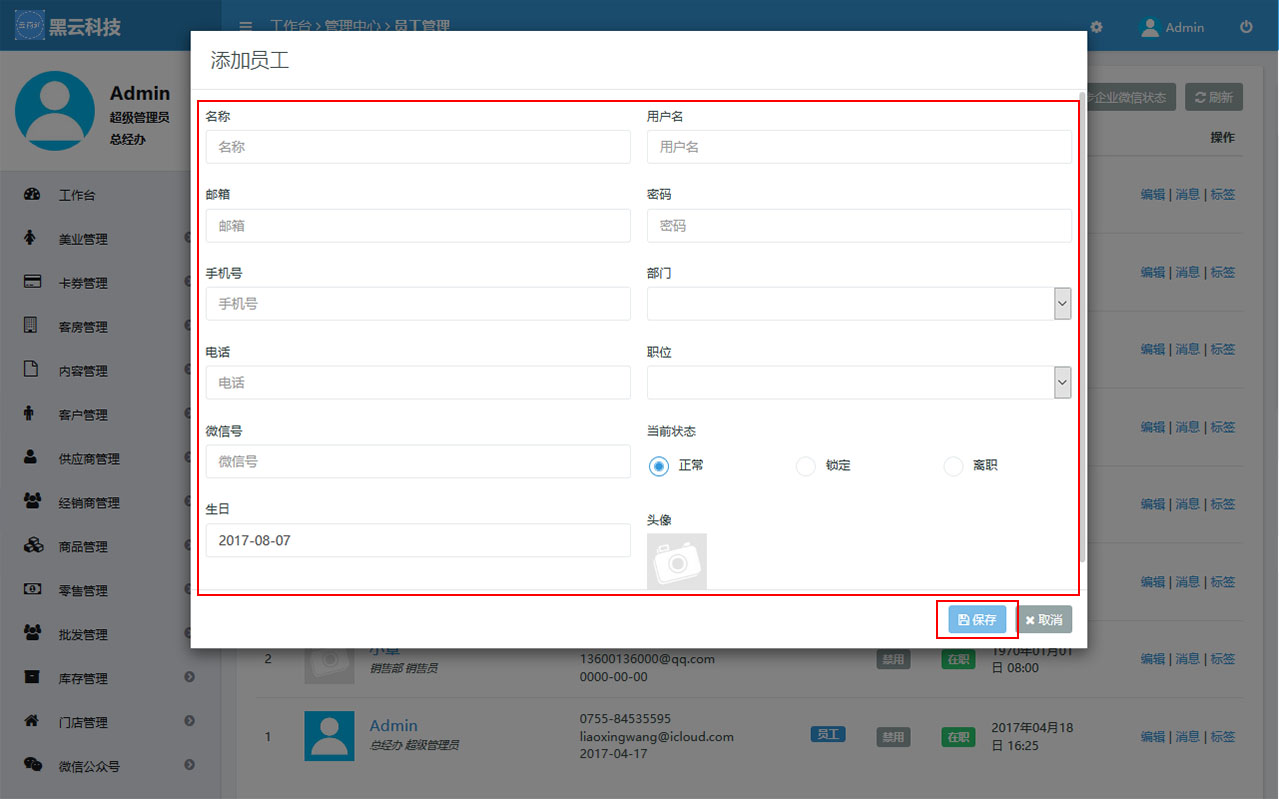 黑云科技
工作台 > 管理中心 > 员工管理
Admin
Admin
超级管理员
总经办
工作台
美业管理
卡券管理
客房管理
内容管理
客户管理
供应商管理
经销商管理
商品管理
零售管理
批发管理
库存管理
门店管理
微信公众号
企业微信状态
刷新
操作
编辑 | 消息 | 标签
编辑 | 消息 | 标签
编辑 | 消息 | 标签
编辑 | 消息 | 标签
编辑 | 消息 | 标签
编辑 | 消息 | 标签
添加员工
名称
名称
用户名
用户名
邮箱
邮箱
密码
密码
手机号
手机号
部门
电话
电话
职位
微信号
微信号
当前状态
正常
锁定
离职
生日
2017-08-07
头像
保存
取消
2
销售部 销售员
13600136000@qq.com
0000-00-00
禁用
在职
1970年01月01
日 08:00
编辑 | 消息 | 标签
1
Admin
总经办 超级管理员
0755-84535595
liaoxingwang@icloud.com
2017-04-17
员工
禁用
在职
2017年04月18
日 16:25
编辑 | 消息 | 标签